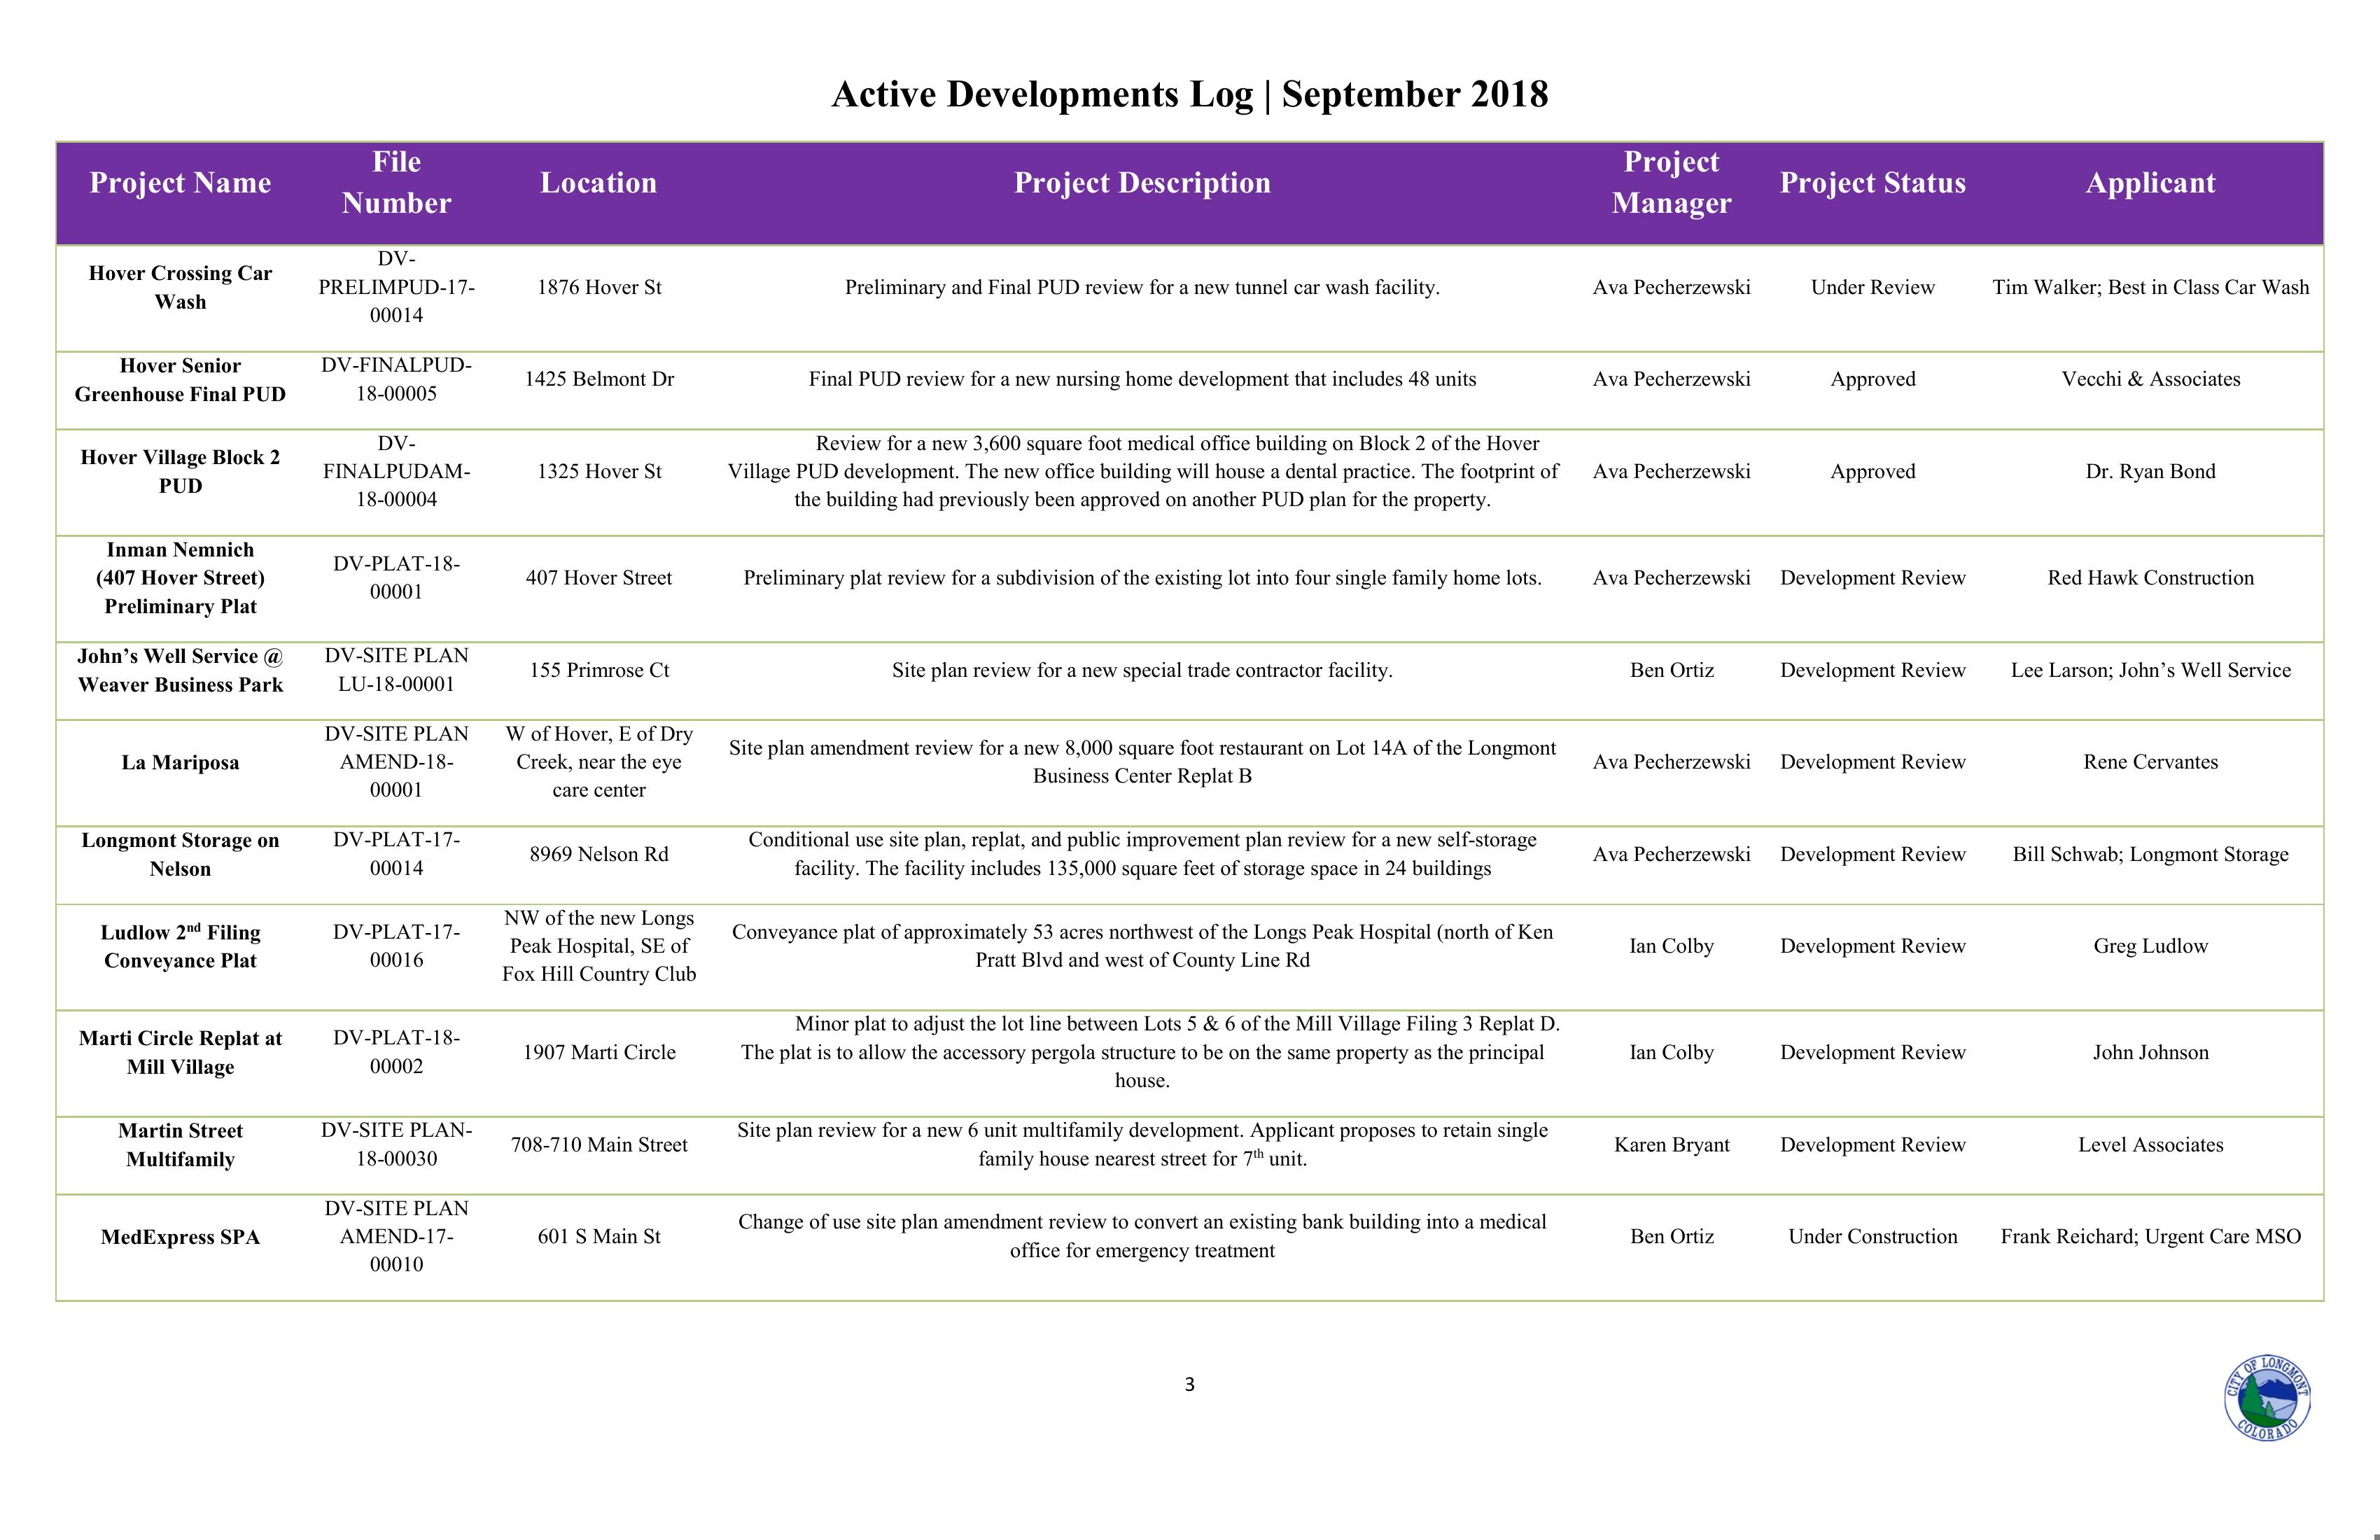 Active Developments Log | September 2018
Project Name
File
Number
Location
Project Description
Project
Manager
Project Status
Applicant
Hover Crossing Car
Wash
DV-
PRELIMPUD-17-
00014
1876 Hover St
Preliminary and Final PUD review for a new tunnel car wash facility.
Ava Pecherzewski
Under Review
Tim Walker; Best in Class Car Wash
Hover Senior
Greenhouse Final PUD
DV-FINALPUD-
18-00005
1425 Belmont Dr
Final PUD review for a new nursing home development that includes 48 units
Ava Pecherzewski
Approved
Vecchi & Associates
Hover Village Block 2
PUD
DV-
FINALPUDAM-
18-00004
1325 Hover St
Review for a new 3,600 square foot medical office building on Block 2 of the Hover
Village PUD development. The new office building will house a dental practice. The footprint of
the building had previously been approved on another PUD plan for the property.
Ava Pecherzewski
Approved
Dr. Ryan Bond
Inman Nemnich
(407 Hover Street)
Preliminary Plat
DV-PLAT-18-
00001
407 Hover Street
Preliminary plat review for a subdivision of the existing lot into four single family home lots.
Ava Pecherzewski
Development Review
Red Hawk Construction
John’s Well Service @
Weaver Business Park
DV-SITE PLAN
LU-18-00001
155 Primrose Ct
Site plan review for a new special trade contractor facility.
Ben Ortiz
Development Review
Lee Larson; John’s Well Service
La Mariposa
DV-SITE PLAN
AMEND-18-
00001
W of Hover, E of Dry
Creek, near the eye
care center
Site plan amendment review for a new 8,000 square foot restaurant on Lot 14A of the Longmont
Business Center Replat B
Ava Pecherzewski
Development Review
Rene Cervantes
Longmont Storage on
Nelson
DV-PLAT-17-
00014
8969 Nelson Rd
Conditional use site plan, replat, and public improvement plan review for a new self-storage
facility. The facility includes 135,000 square feet of storage space in 24 buildings
Ava Pecherzewski
Development Review
Bill Schwab; Longmont Storage
Ludlow 2nd Filing
Conveyance Plat
DV-PLAT-17-
00016
NW of the new Longs
Peak Hospital, SE of
Fox Hill Country Club
Conveyance plat of approximately 53 acres northwest of the Longs Peak Hospital (north of Ken
Pratt Blvd and west of County Line Rd
Ian Colby
Development Review
Greg Ludlow
Marti Circle Replat at
Mill Village
DV-PLAT-18-
00002
1907 Marti Circle
Minor plat to adjust the lot line between Lots 5 & 6 of the Mill Village Filing 3 Replat D.
The plat is to allow the accessory pergola structure to be on the same property as the principal
house.
Ian Colby
Development Review
John Johnson
Martin Street
Multifamily
DV-SITE PLAN-
18-00030
708-710 Main Street
Site plan review for a new 6 unit multifamily development. Applicant proposes to retain single
family house nearest street for 7th unit.
Karen Bryant
Development Review
Level Associates
MedExpress SPA
DV-SITE PLAN
AMEND-17-
00010
601 S Main St
Change of use site plan amendment review to convert an existing bank building into a medical
office for emergency treatment
Ben Ortiz
Under Construction
Frank Reichard; Urgent Care MSO
3
CITY OF LONGMONT
COLORADO